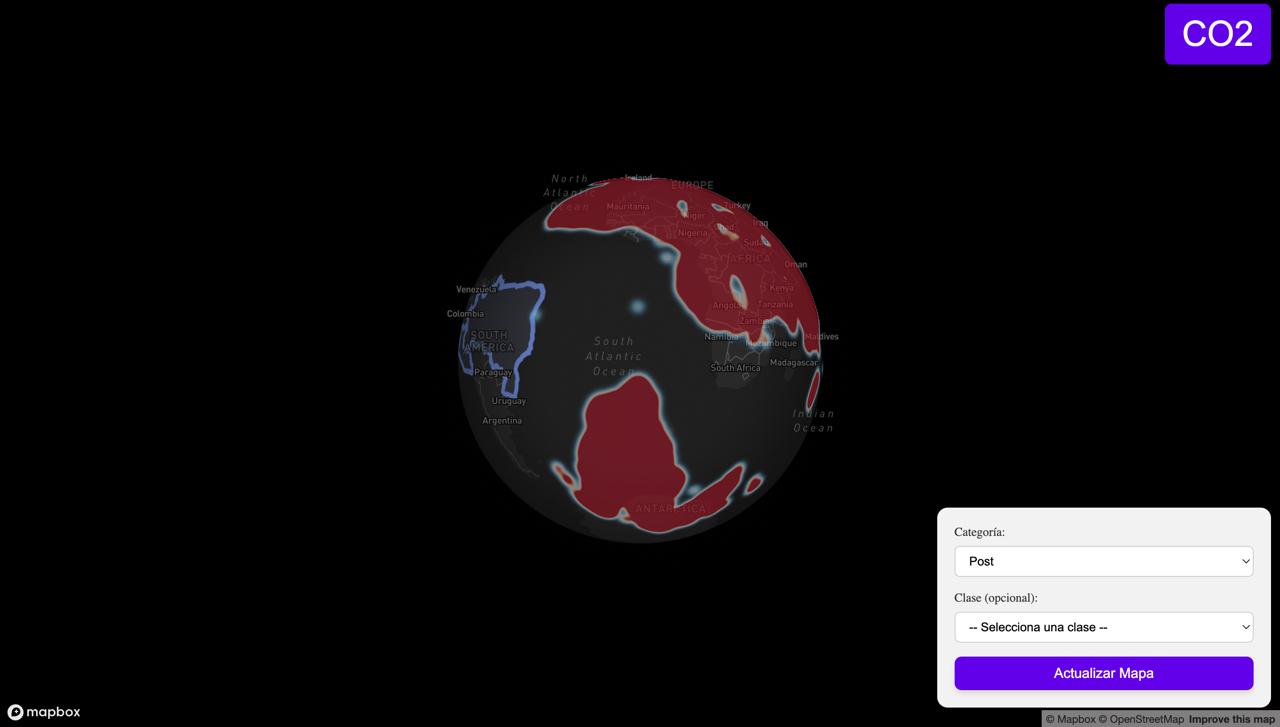 CO2
North
Atlantic
Ocean
Ireland
EUROPE
Mauritania
Turkey
Niger
Iraq
Nigeria
Chad
Sudan
AFRICA
Oman
Venezuela
Kenya
Colombia
Angola
Tanzania
Zambia
SOUTH
AMERICA
South
Atlantic
Ocean
Namibia
Mozambique
Maldives
Madagascar
South Africa
Paraguay
Uruguay
Argentina
Indian
Ocean
ANTARCTICA
Categoría:
Post
Clase (opcional):
-- Selecciona una clase --
Actualizar Mapa
mapbox
© Mapbox © OpenStreetMap Improve this map